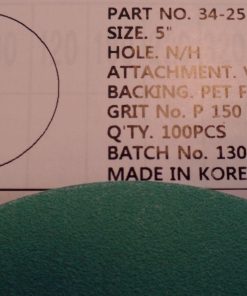 PART NO. 34-25
SIZE. 5"
HOLE. N/H
ATTACHMENT.
BACKING. PET
GRIT No. P 150
Q'TY. 100PCS
BATCH No. 130
MADE IN KORE